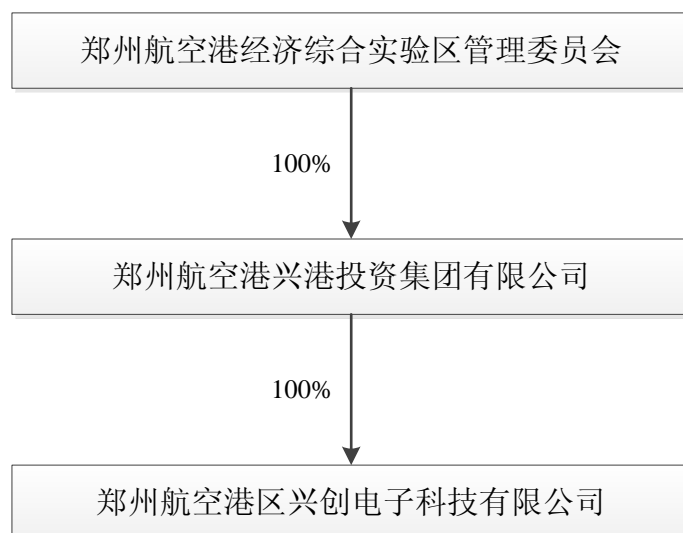 郑州航空港经济综合实验区管理委员会
100%
郑州航空港兴港投资集团有限公司
100%
郑州航空港区兴创电子科技有限公司